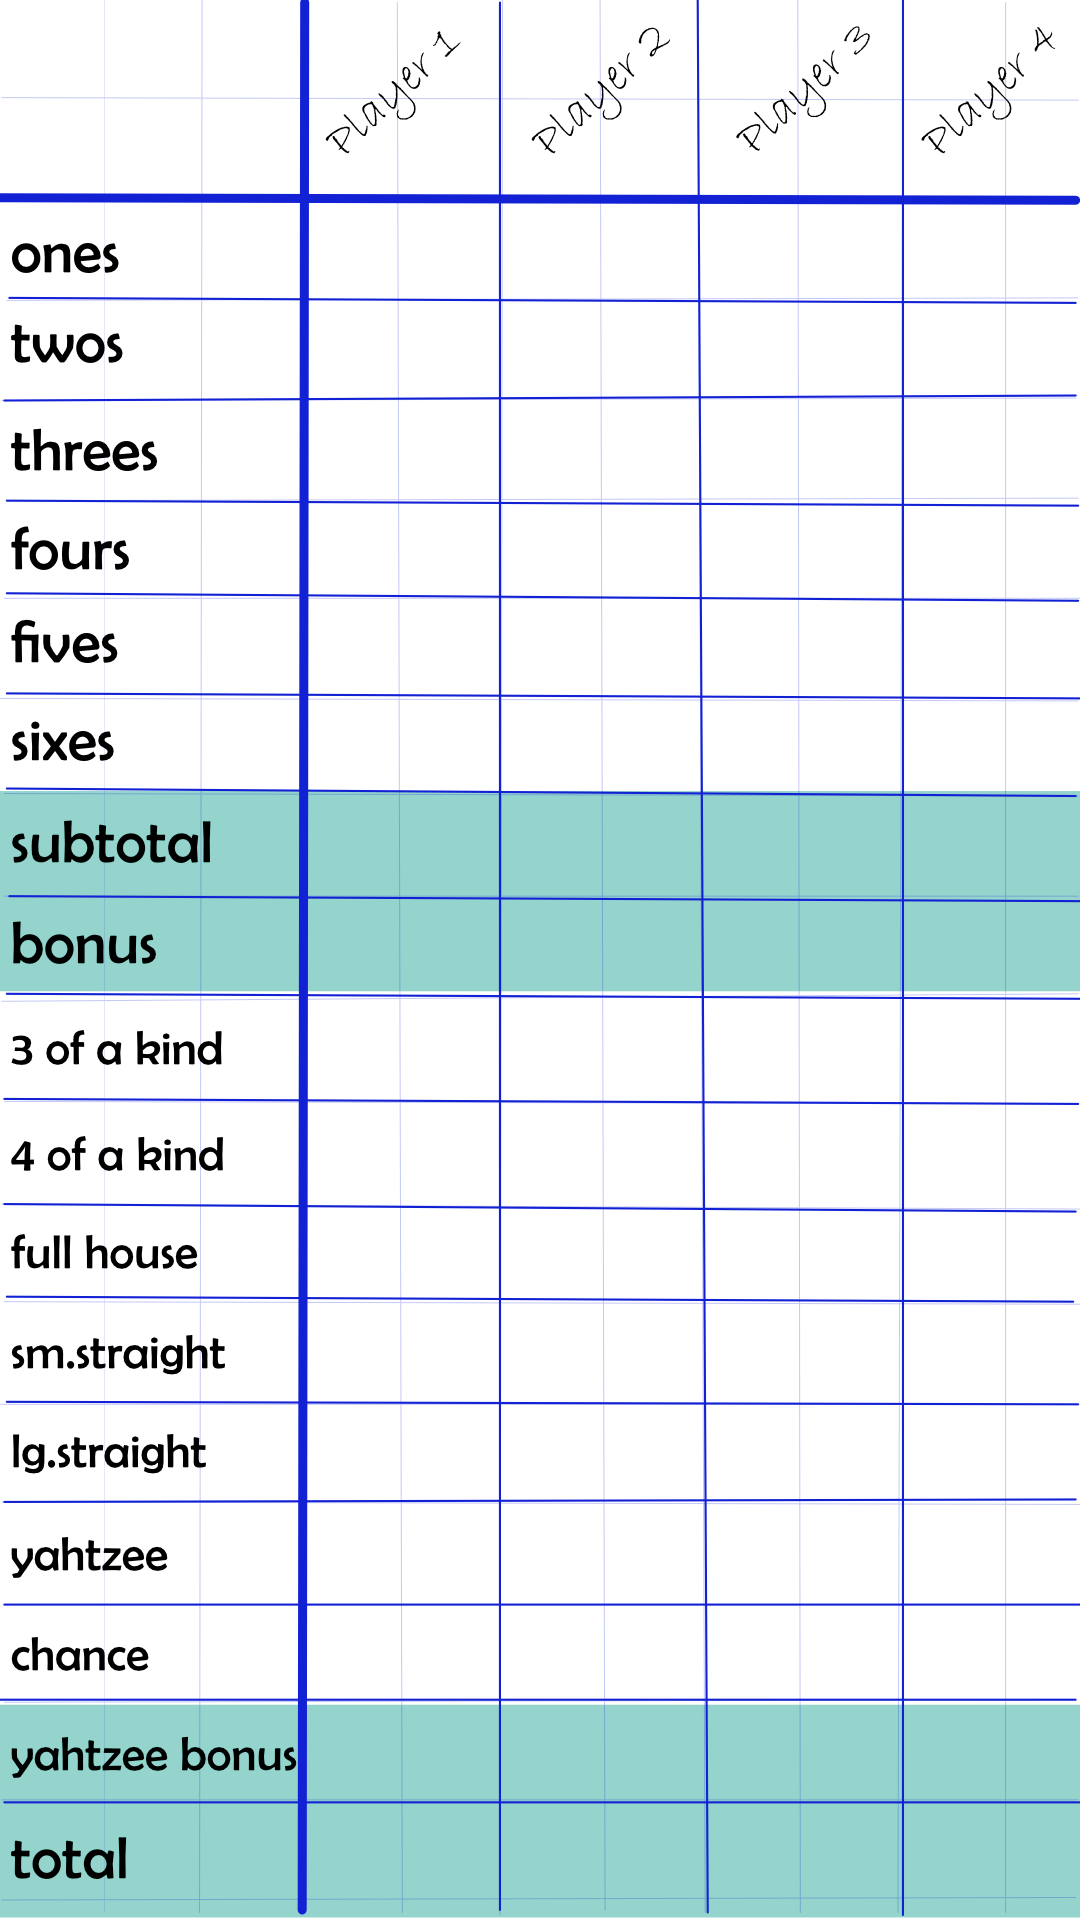 Player 1 Player 2 Player 3 Player 4
ones
twos
threes
fours
fives
sixes
subtotal
bonus
3 of a kind
4 of a kind
full house
sm.straight
lg.straight
yahtzee
chance
yahtzee bonus
total